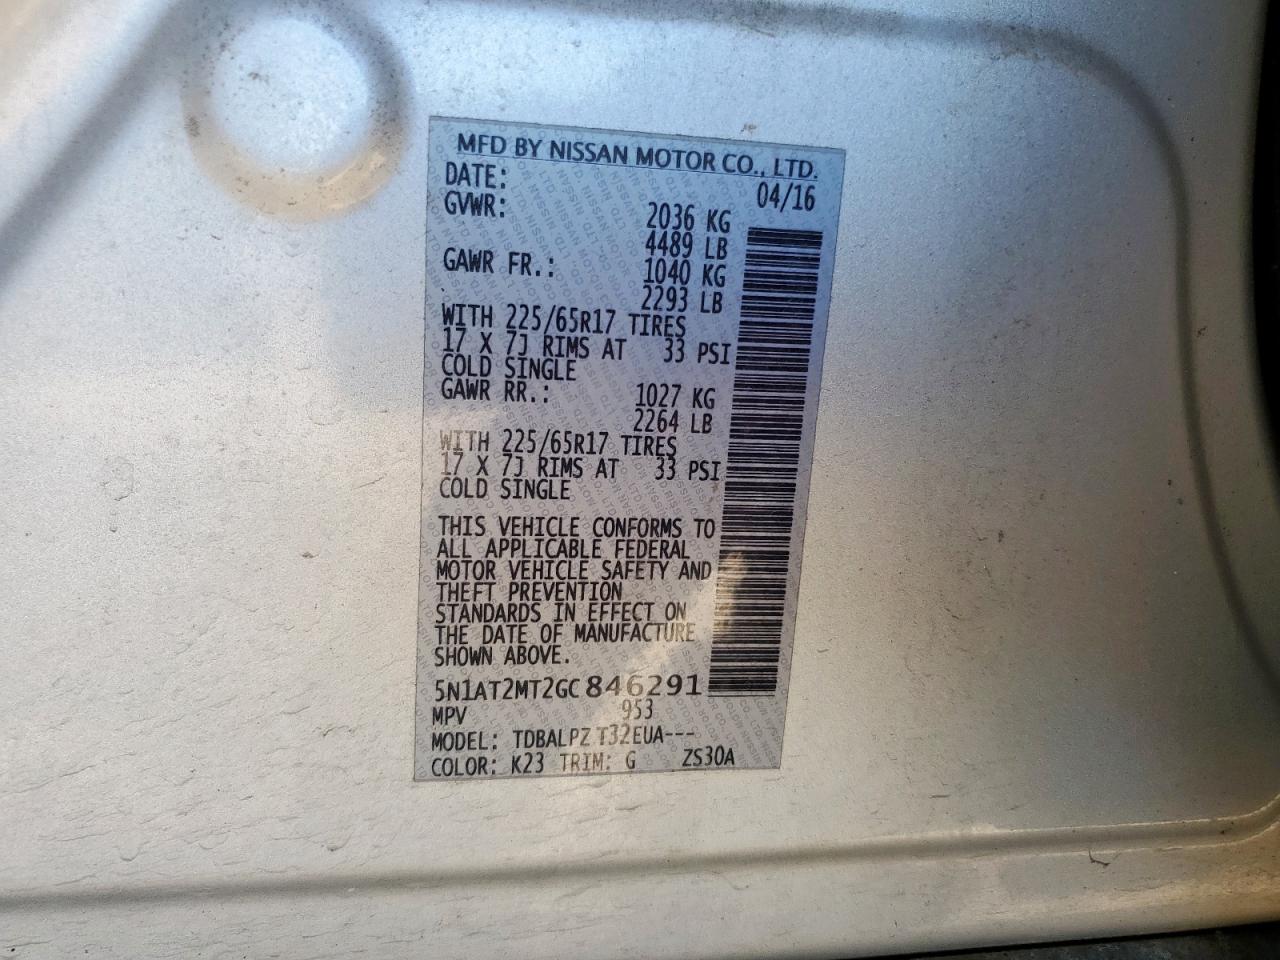 MFD BY NISSAN MOTOR CO., LTD.
DATE: 04/16
GVWR: 2036 KG
4489 LB
GAWR FR.: 1040 KG
2293 LB
WITH 225/65R17 TIRES
17 X 7J RIMS AT 33 PSI
COLD SINGLE
GAWR RR.: 1027 KG
2264 LB
WITH 225/65R17 TIRES
17 X 7J RIMS AT 33 PSI
COLD SINGLE
THIS VEHICLE CONFORMS TO
ALL APPLICABLE FEDERAL
MOTOR VEHICLE SAFETY AND
THEFT PREVENTION
STANDARDS IN EFFECT ON
THE DATE OF MANUFACTURE
SHOWN ABOVE.
5N1AT2MT2GC846291
MPV 953
MODEL: TDBALPZ T32EUA---
COLOR: K23 TRIM: G ZS30A